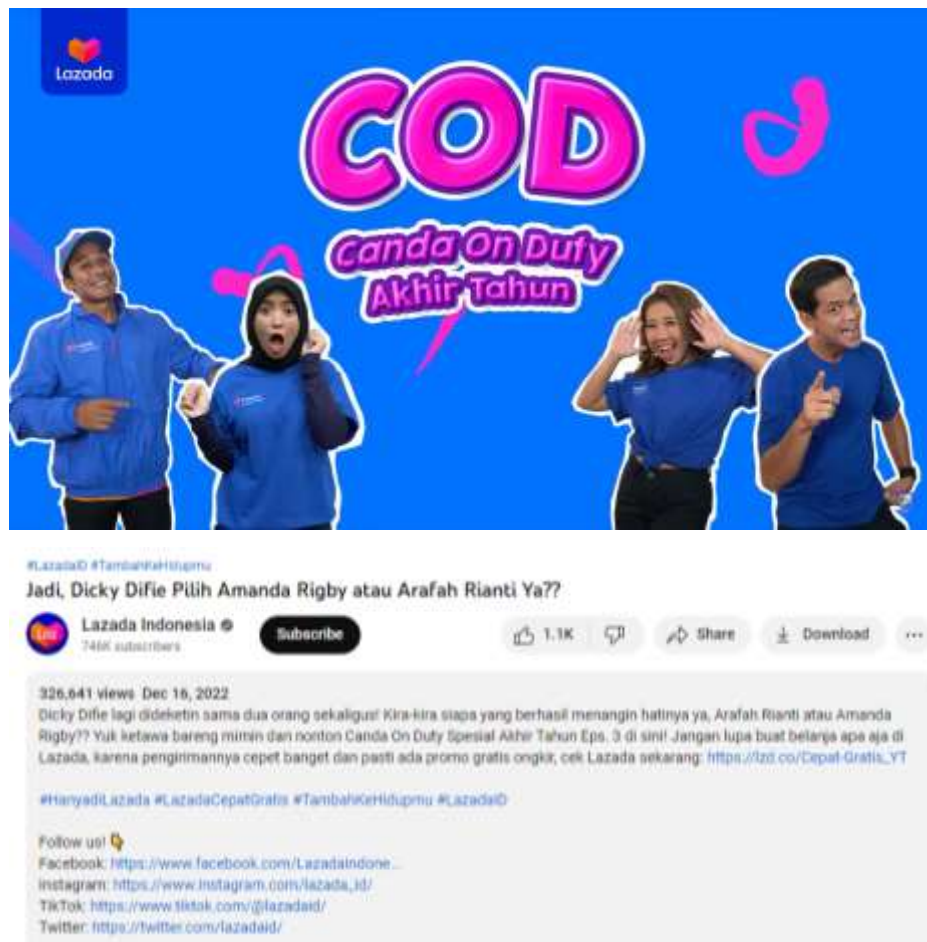 Lazada
COD
Canda On Duty
Akhir Tahun
#LazadaID #TambahKeHidupmu
Jadi, Dicky Difie Pilih Amanda Rigby atau Arafah Rianti Ya??
Lazada Indonesia
746K subscribers
Subscribe
1.1K
Share
Download
...
326,641 views Dec 16, 2022
Dicky Difie lagi dideketin sama dua orang sekaligus! Kira-kira siapa yang berhasil menangin hatinya ya, Arafah Rianti atau Amanda
Rigby?? Yuk ketawa bareng mimin dan nonton Canda On Duty Spesial Akhir Tahun Eps. 3 di sini! Jangan lupa buat belanja apa aja di
Lazada, karena pengirimannya cepet banget dan pasti ada promo gratis ongkir, cek Lazada sekarang: https://lzd.co/Cepat-Gratis_YT
#HanyadiLazada #LazadaCepatGratis #TambahKeHidupmu #LazadaID
Follow us! 👇
Facebook: https://www.facebook.com/LazadaIndone...
Instagram: https://www.instagram.com/lazada_id/
TikTok: https://www.tiktok.com/@lazadaid/
Twitter: https://twitter.com/lazadaid/